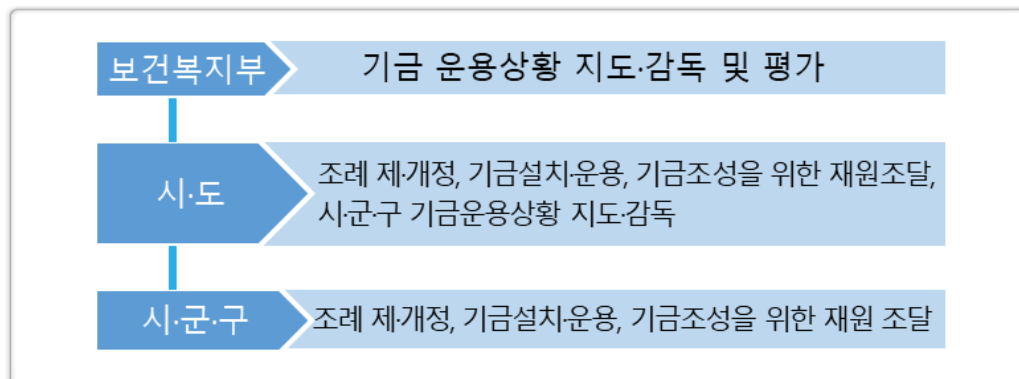 보건복지부
기금 운용상황 지도·감독 및 평가
시·도
조례 제·개정, 기금설치·운용, 기금조성을 위한 재원조달,
시·군·구 기금운용상황 지도·감독
시·군·구
조례 제·개정, 기금설치·운용, 기금조성을 위한 재원 조달